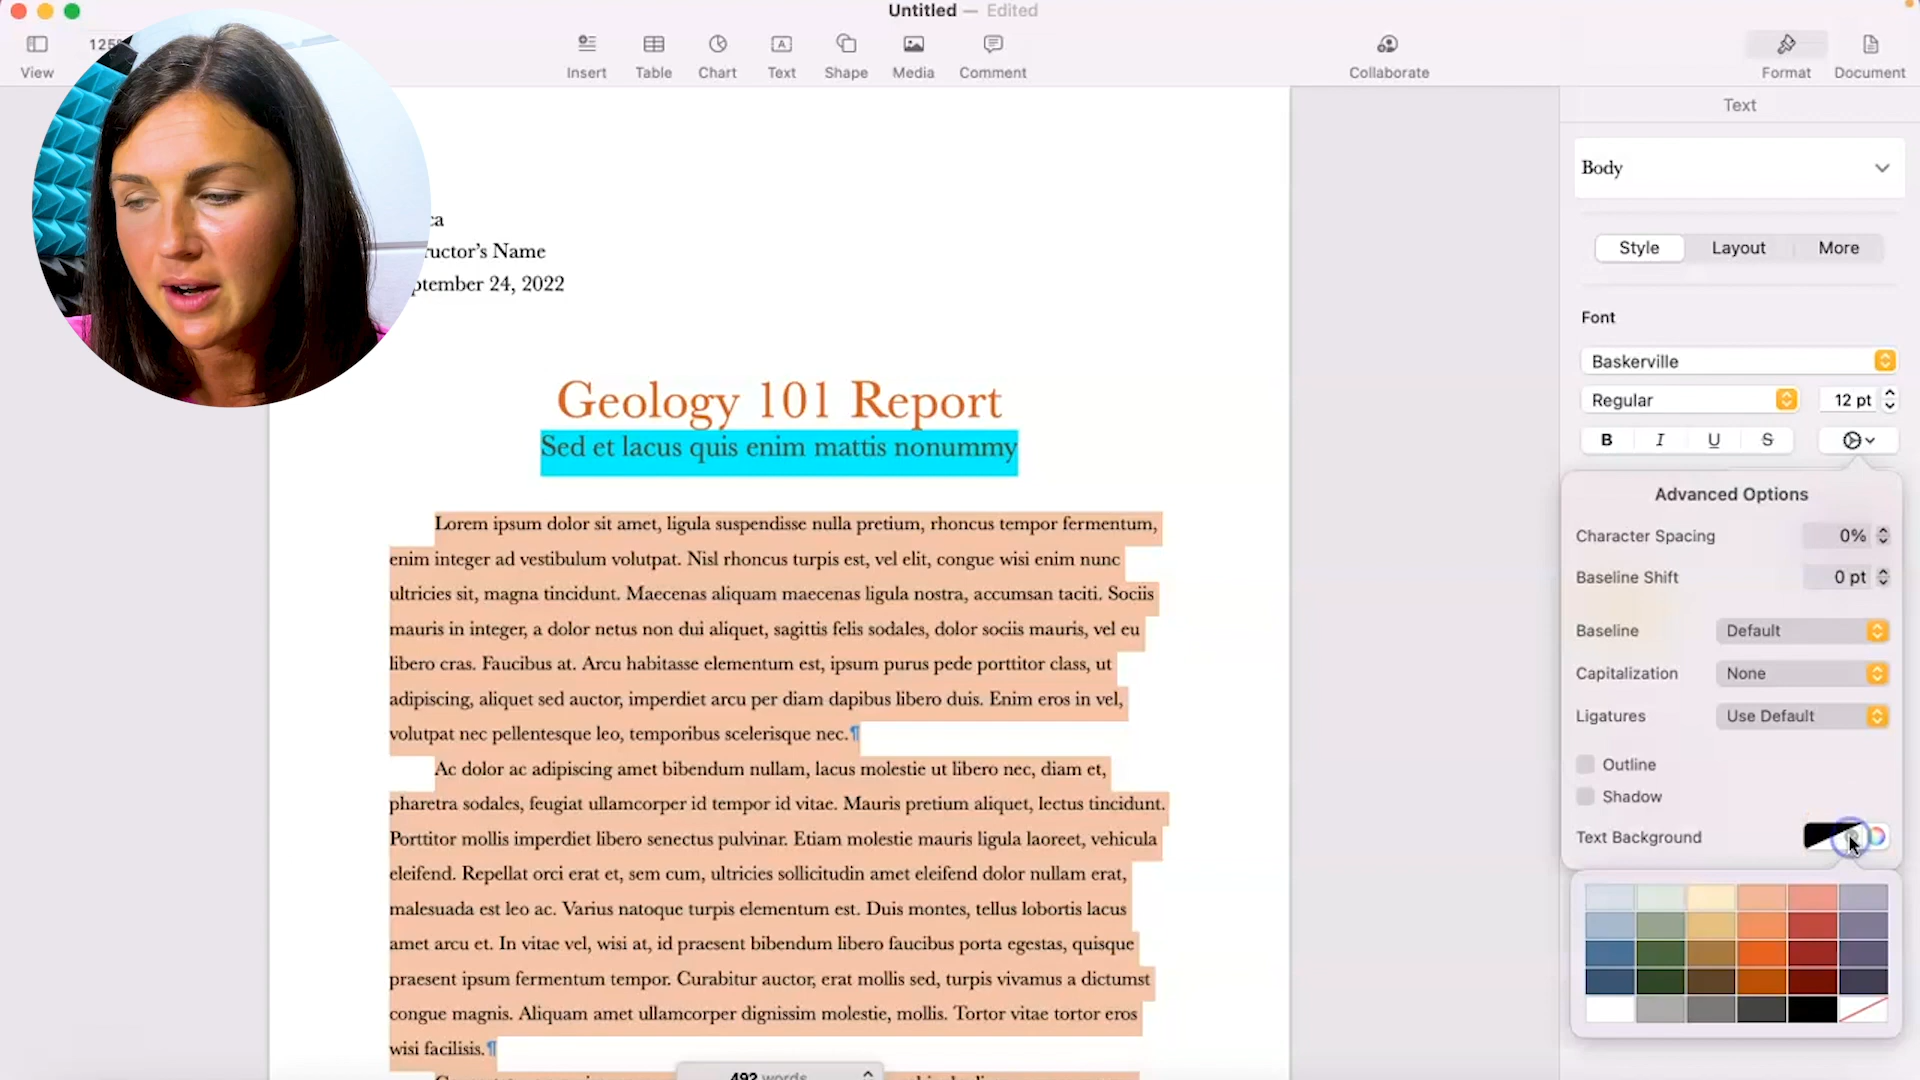 Untitled — Edited
View
125
Insert
Table
Chart
Text
Shape
Media
Comment
Collaborate
Format
Document
Text
Body
Style
Layout
More
Font
Baskerville
Regular
12 pt
B I U S
Advanced Options
Character Spacing 0%
Baseline Shift 0 pt
Baseline Default
Capitalization None
Ligatures Use Default
Outline
Shadow
Text Background
ca
ructor’s Name
ptember 24, 2022
Geology 101 Report
Sed et lacus quis enim mattis nonummy
Lorem ipsum dolor sit amet, ligula suspendisse nulla pretium, rhoncus tempor fermentum,
enim integer ad vestibulum volutpat. Nisl rhoncus turpis est, vel elit, congue wisi enim nunc
ultricies sit, magna tincidunt. Maecenas aliquam maecenas ligula nostra, accumsan taciti. Sociis
mauris in integer, a dolor netus non dui aliquet, sagittis felis sodales, dolor sociis mauris, vel eu
libero cras. Faucibus at. Arcu habitasse elementum est, ipsum purus pede porttitor class, ut
adipiscing, aliquet sed auctor, imperdiet arcu per diam dapibus libero duis. Enim eros in vel,
volutpat nec pellentesque leo, temporibus scelerisque nec.¶
Ac dolor ac adipiscing amet bibendum nullam, lacus molestie ut libero nec, diam et,
pharetra sodales, feugiat ullamcorper id tempor id vitae. Mauris pretium aliquet, lectus tincidunt.
Porttitor mollis imperdiet libero senectus pulvinar. Etiam molestie mauris ligula laoreet, vehicula
eleifend. Repellat orci erat et, sem cum, ultricies sollicitudin amet eleifend dolor nullam erat,
malesuada est leo ac. Varius natoque turpis elementum est. Duis montes, tellus lobortis lacus
amet arcu et. In vitae vel, wisi at, id praesent bibendum libero faucibus porta egestas, quisque
praesent ipsum fermentum tempor. Curabitur auctor, erat mollis sed, turpis vivamus a dictumst
congue magnis. Aliquam amet ullamcorper dignissim molestie, mollis. Tortor vitae tortor eros
wisi facilisis.¶
492 words